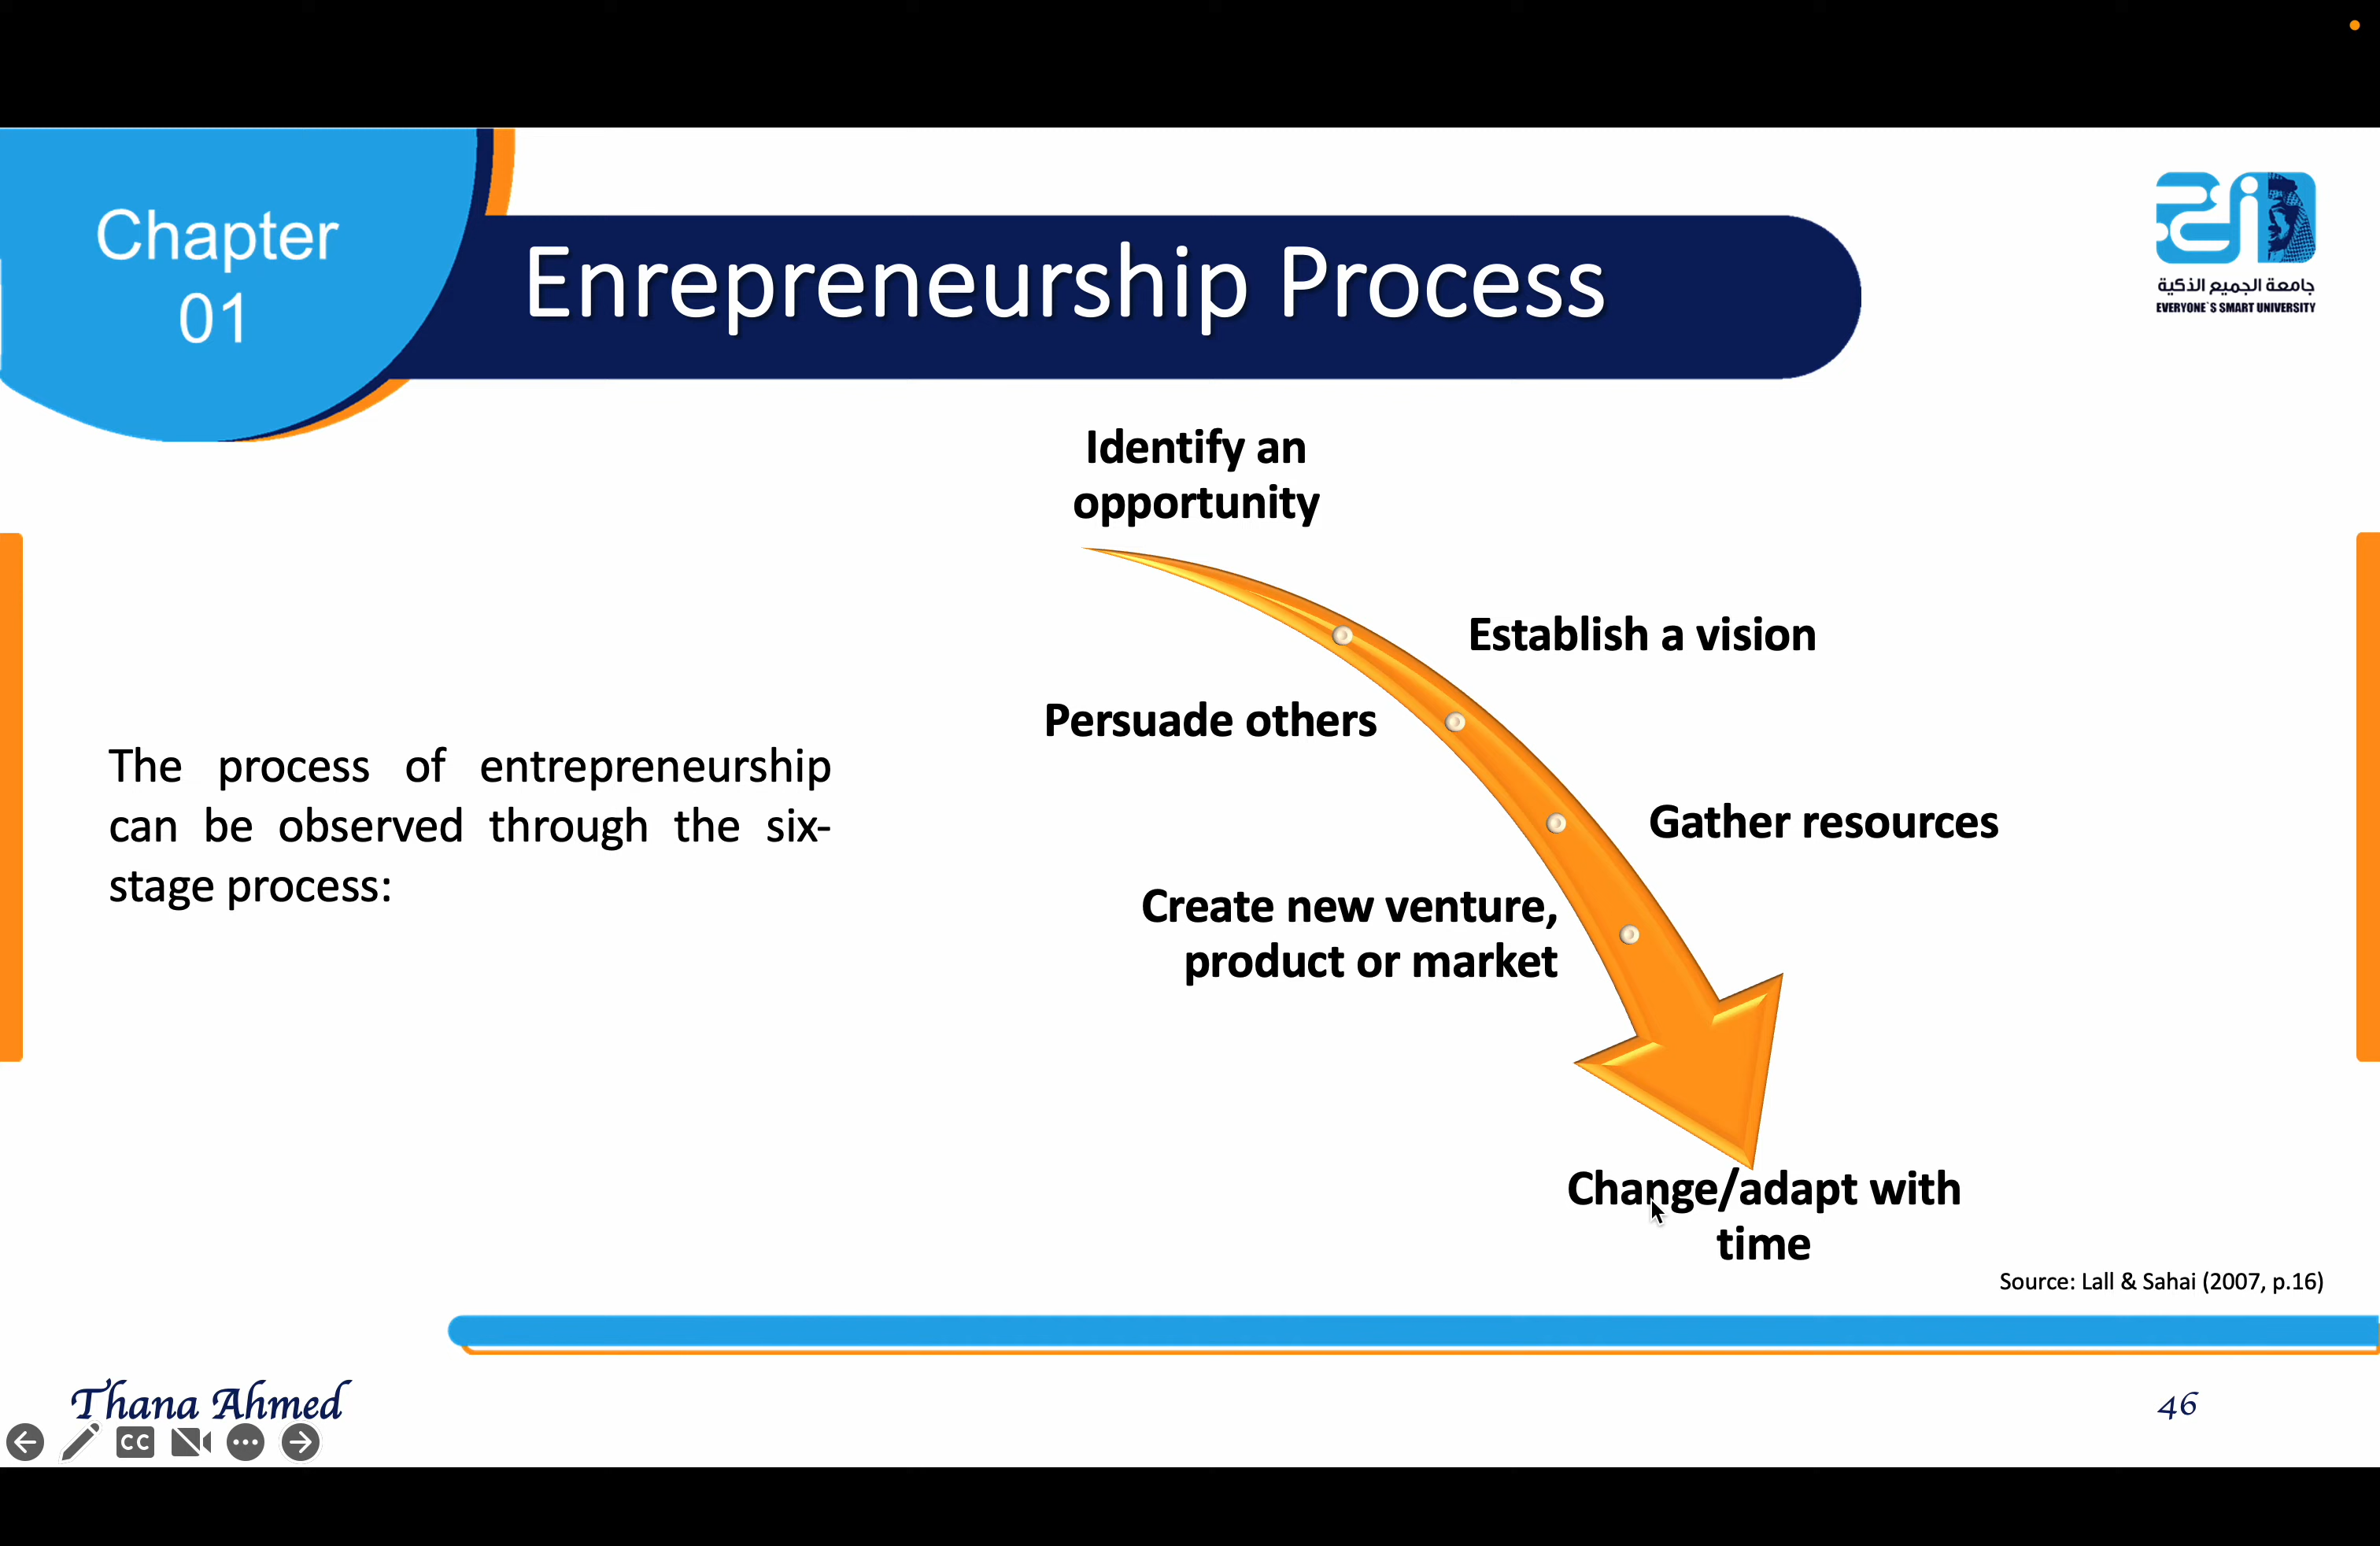 Chapter
01
Enrepreneurship Process
جامعة الجميع الذكية
EVERYONE`S SMART UNIVERSITY
The process of entrepreneurship
can be observed through the six-
stage process:
Identify an
opportunity
Establish a vision
Persuade others
Gather resources
Create new venture,
product or market
Change/adapt with
time
Source: Lall & Sahai (2007, p.16)
Thana Ahmed
46
CC